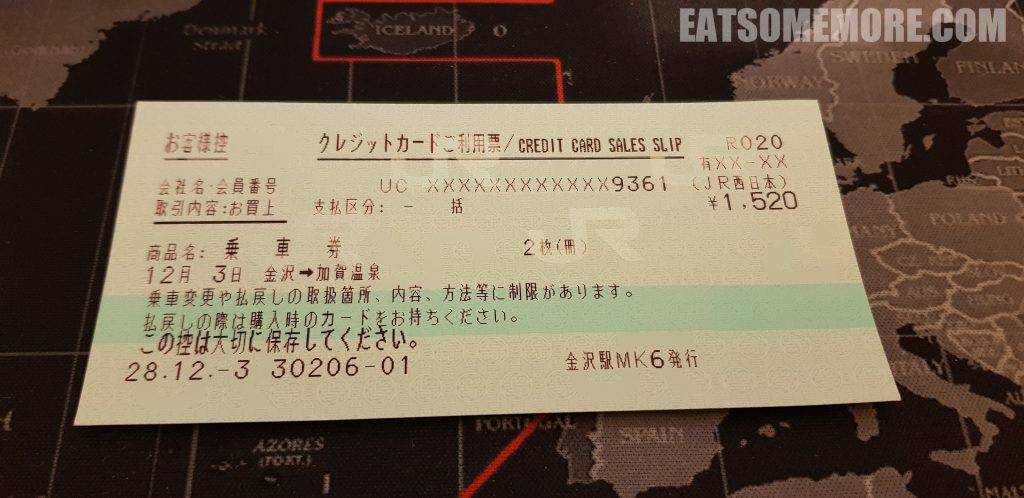 EATSOMEMORE.COM
Denmark
Strait
ICELAND
NORWAY
SWEDEN
FINLAND
お客様控 クレジットカードご利用票/CREDIT CARD SALES SLIP R020
有XX-XX
会社名・会員番号 UC -XXXXXXXXXXXX9361 (JR西日本)
取引内容:お買上 支払区分: 一 括 ¥1,520
商品名: 乗 車 券 2枚(冊)
12月 3日 金沢➡加賀温泉
乗車変更や払戻しの取扱箇所、内容、方法等に制限があります。
払戻しの際は購入時のカードをお持ちください。
この控は大切に保存してください。
28.12.-3 30206-01 金沢駅MK6発行
POLAND
ITALY
PORTUGAL
SPAIN
AZORES
(PORT.)